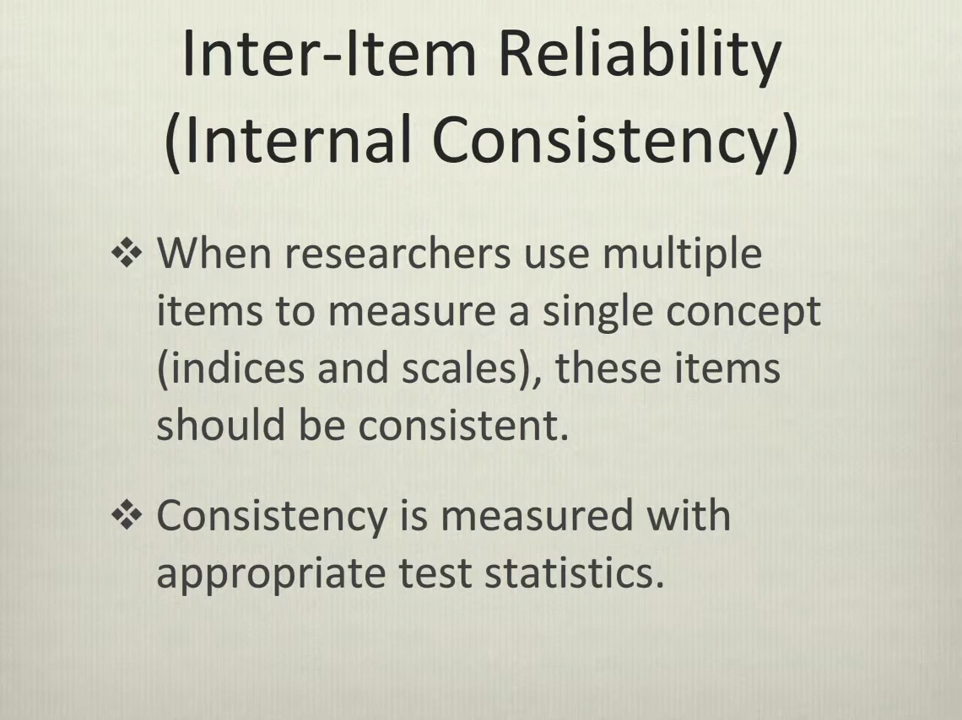 Inter-Item Reliability
(Internal Consistency)
❖ When researchers use multiple
items to measure a single concept
(indices and scales), these items
should be consistent.
❖ Consistency is measured with
appropriate test statistics.